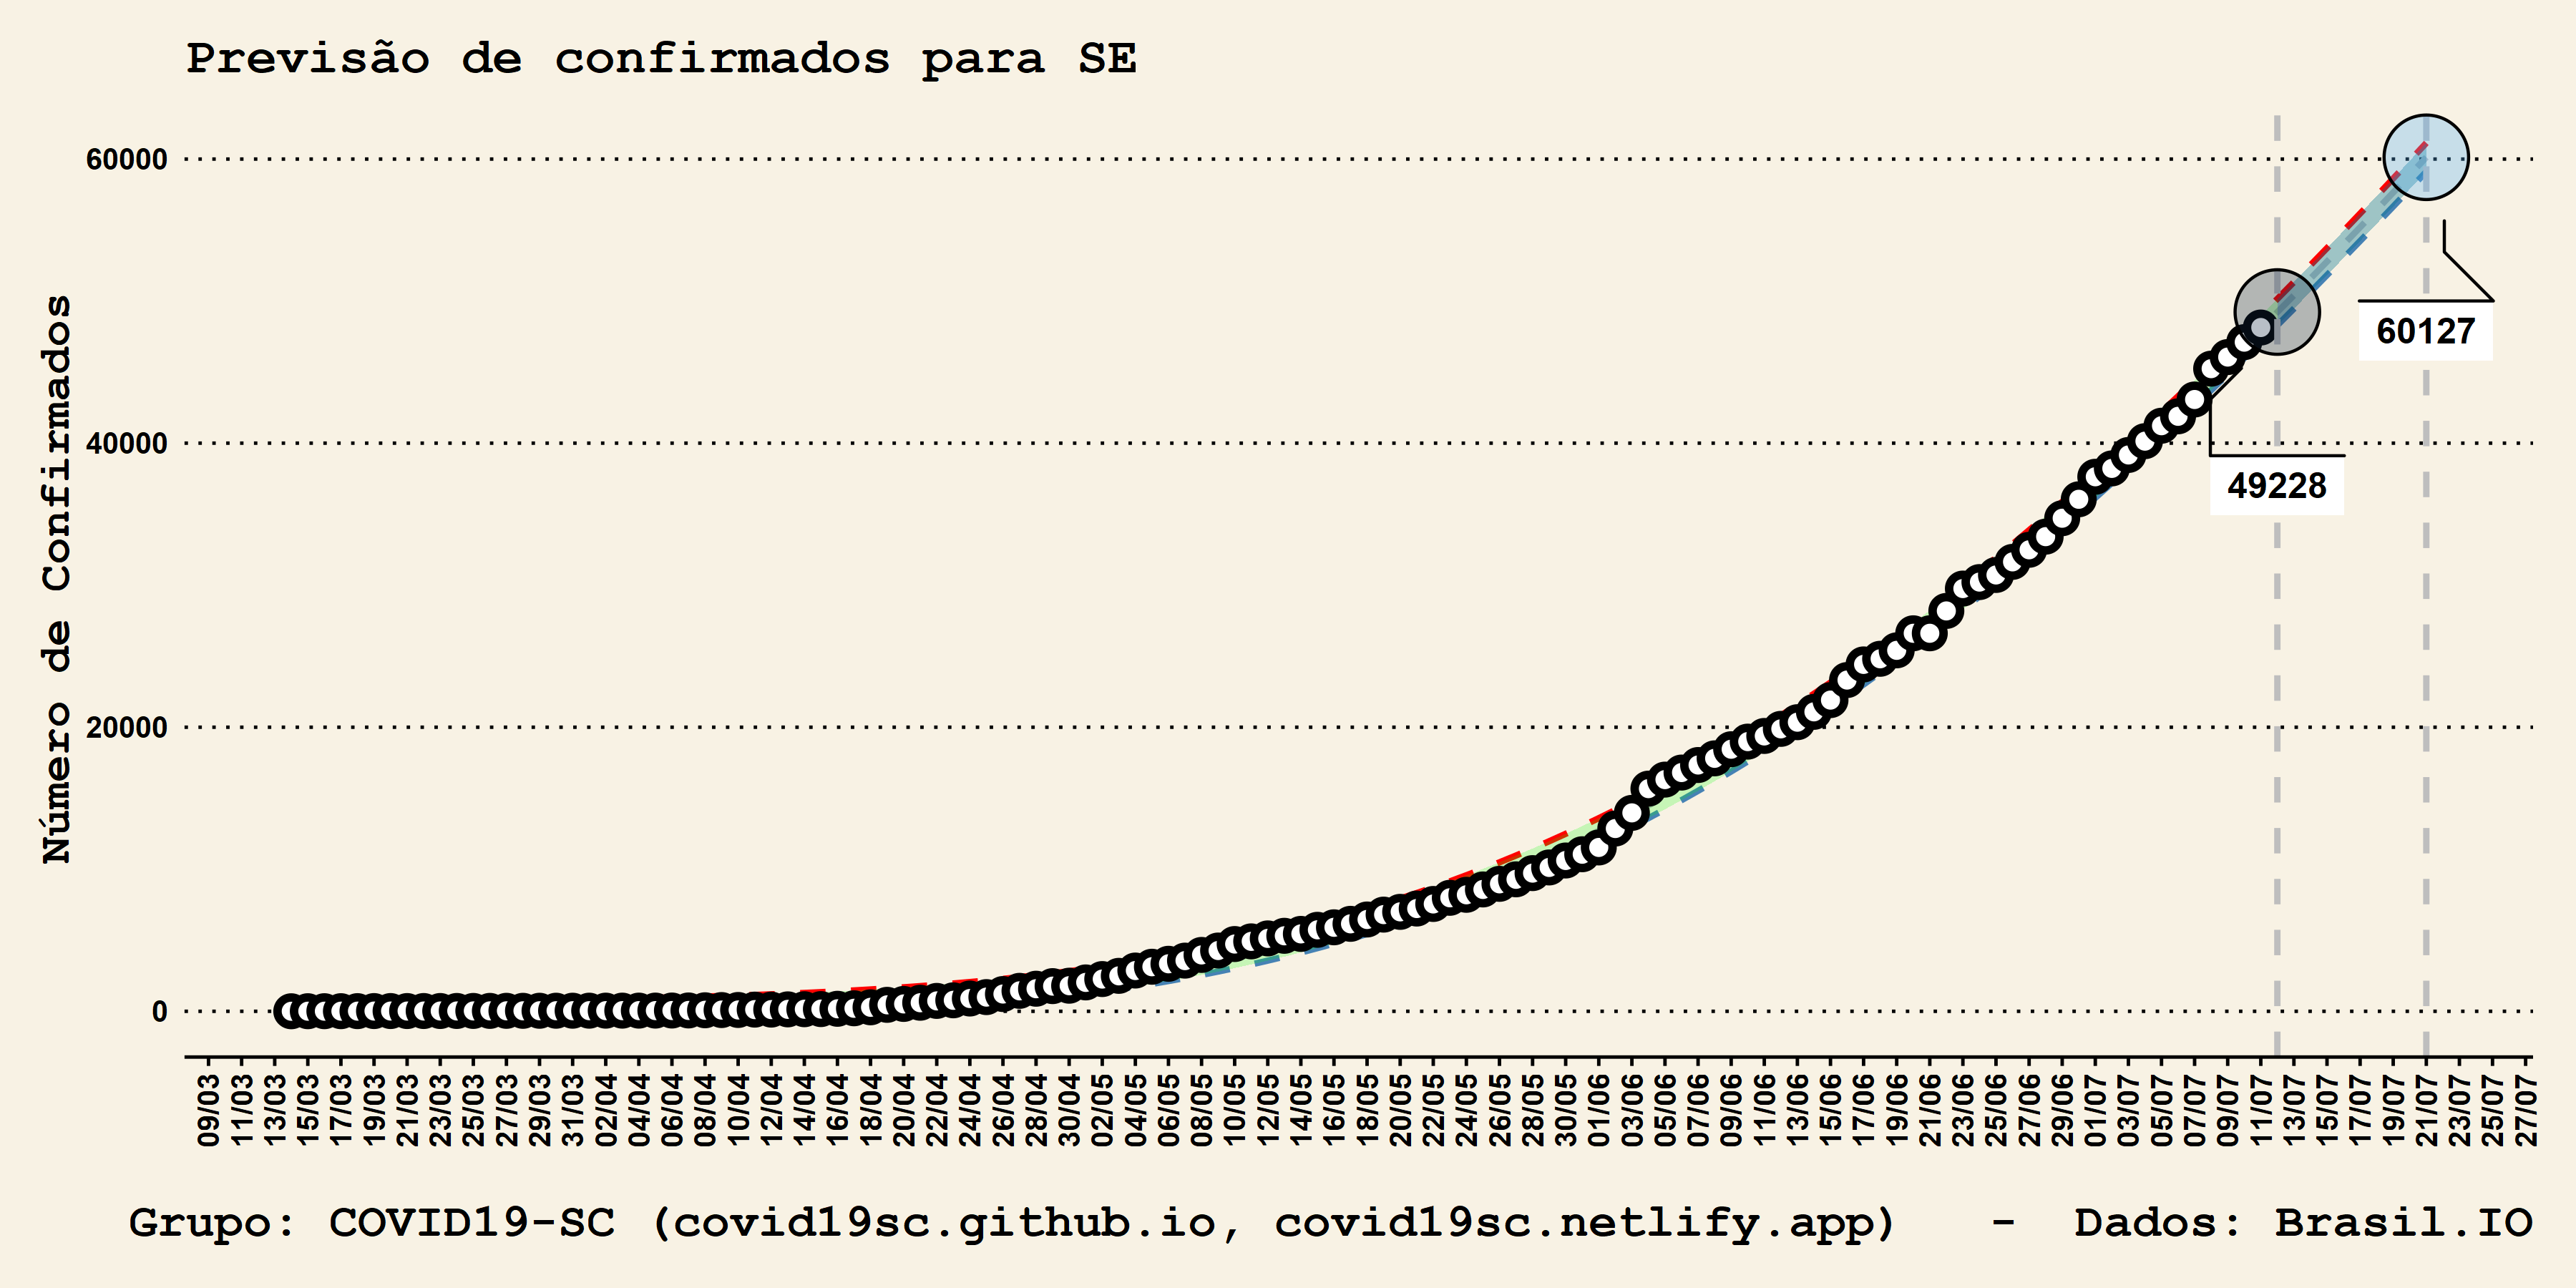 Previsão de confirmados para SE
Número de Confirmados
60000
40000
20000
0
60127
49228
09/03 11/03 13/03 15/03 17/03 19/03 21/03 23/03 25/03 27/03 29/03 31/03 02/04 04/04 06/04 08/04 10/04 12/04 14/04 16/04 18/04 20/04 22/04 24/04 26/04 28/04 30/04 02/05 04/05 06/05 08/05 10/05 12/05 14/05 16/05 18/05 20/05 22/05 24/05 26/05 28/05 30/05 01/06 03/06 05/06 07/06 09/06 11/06 13/06 15/06 17/06 19/06 21/06 23/06 25/06 27/06 29/06 01/07 03/07 05/07 07/07 09/07 11/07 13/07 15/07 17/07 19/07 21/07 23/07 25/07 27/07
Grupo: COVID19-SC (covid19sc.github.io, covid19sc.netlify.app) - Dados: Brasil.IO